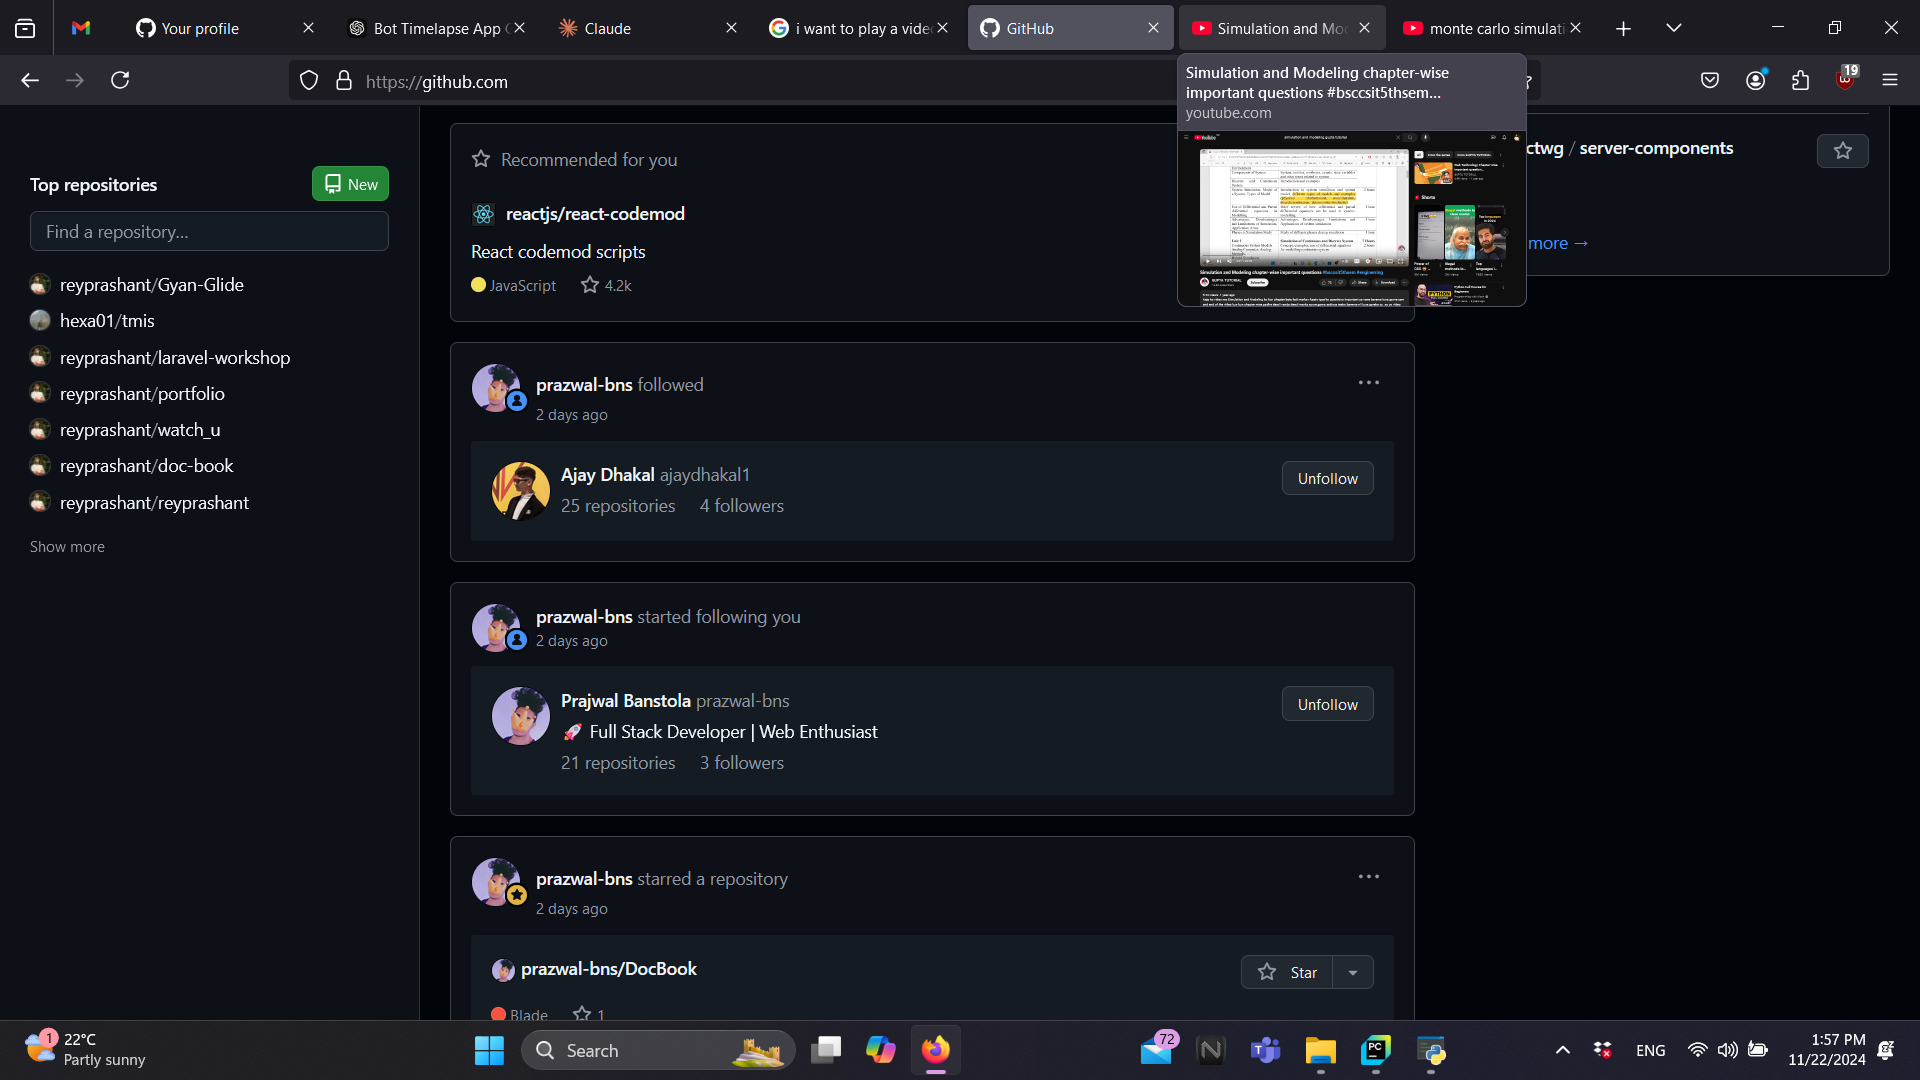 Your profile
Bot Timelapse App
Claude
i want to play a vide
GitHub
Simulation and Mod
monte carlo simulati
https://github.com
19
Simulation and Modeling chapter-wise
important questions #bsccsit5thsem...
youtube.com
Top repositories
New
Find a repository...
reyprashant/Gyan-Glide
hexa01/tmis
reyprashant/laravel-workshop
reyprashant/portfolio
reyprashant/watch_u
reyprashant/doc-book
reyprashant/reyprashant
Show more
Recommended for you
reactjs/react-codemod
React codemod scripts
JavaScript 4.2k
ctwg / server-components
more →
prazwal-bns followed
2 days ago
Ajay Dhakal ajaydhakal1
25 repositories 4 followers
Unfollow
prazwal-bns started following you
2 days ago
Prajwal Banstola prazwal-bns
🚀 Full Stack Developer | Web Enthusiast
21 repositories 3 followers
Unfollow
prazwal-bns starred a repository
2 days ago
prazwal-bns/DocBook
Star
Blade 1
1
22°C
Partly sunny
Search
72
PC
ENG
1:57 PM
11/22/2024